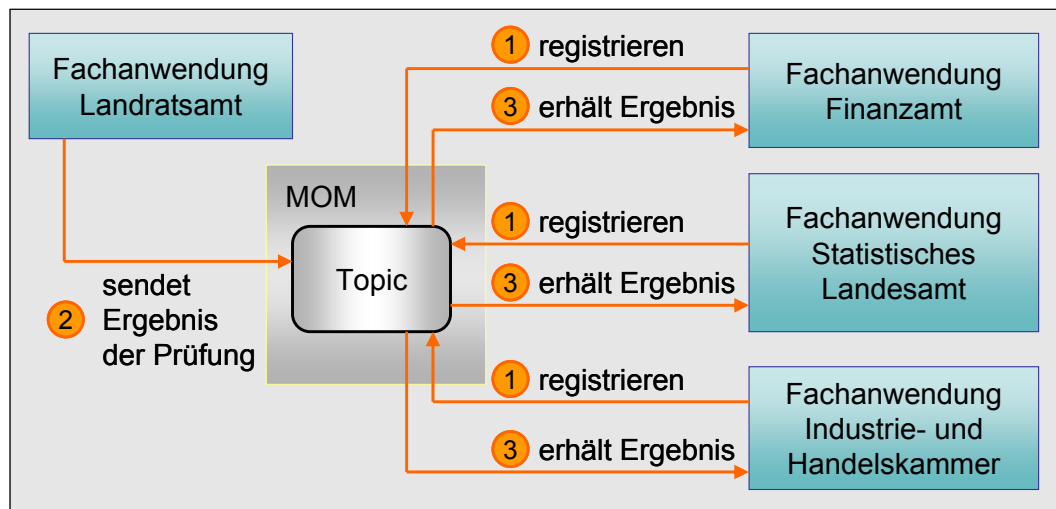 Fachanwendung
Landratsamt
1 registrieren
3 erhält Ergebnis
Fachanwendung
Finanzamt
MOM
Topic
2
sendet
Ergebnis
der Prüfung
1 registrieren
3 erhält Ergebnis
Fachanwendung
Statistisches
Landesamt
1 registrieren
3 erhält Ergebnis
Fachanwendung
Industrie- und
Handelskammer